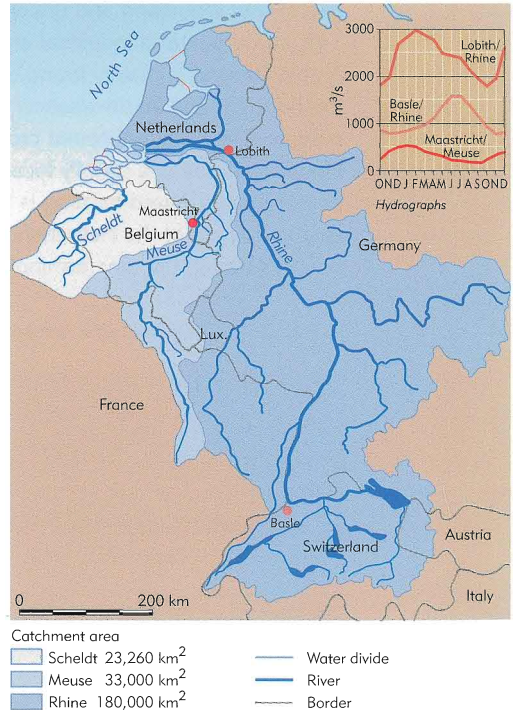 North Sea
3000
2000
1000
0
m³/s
Lobith/
Rhine
Basle/
Rhine
Maastricht/
Meuse
O N D J F M A M J J A S O N D
Hydrographs
Netherlands
Lobith
Maastricht
Scheldt
Belgium
Meuse
Rhine
Germany
Lux.
France
Basle
Switzerland
Austria
Italy
0 200 km
Catchment area
Scheldt 23,260 km²
Meuse 33,000 km²
Rhine 180,000 km²
Water divide
River
Border